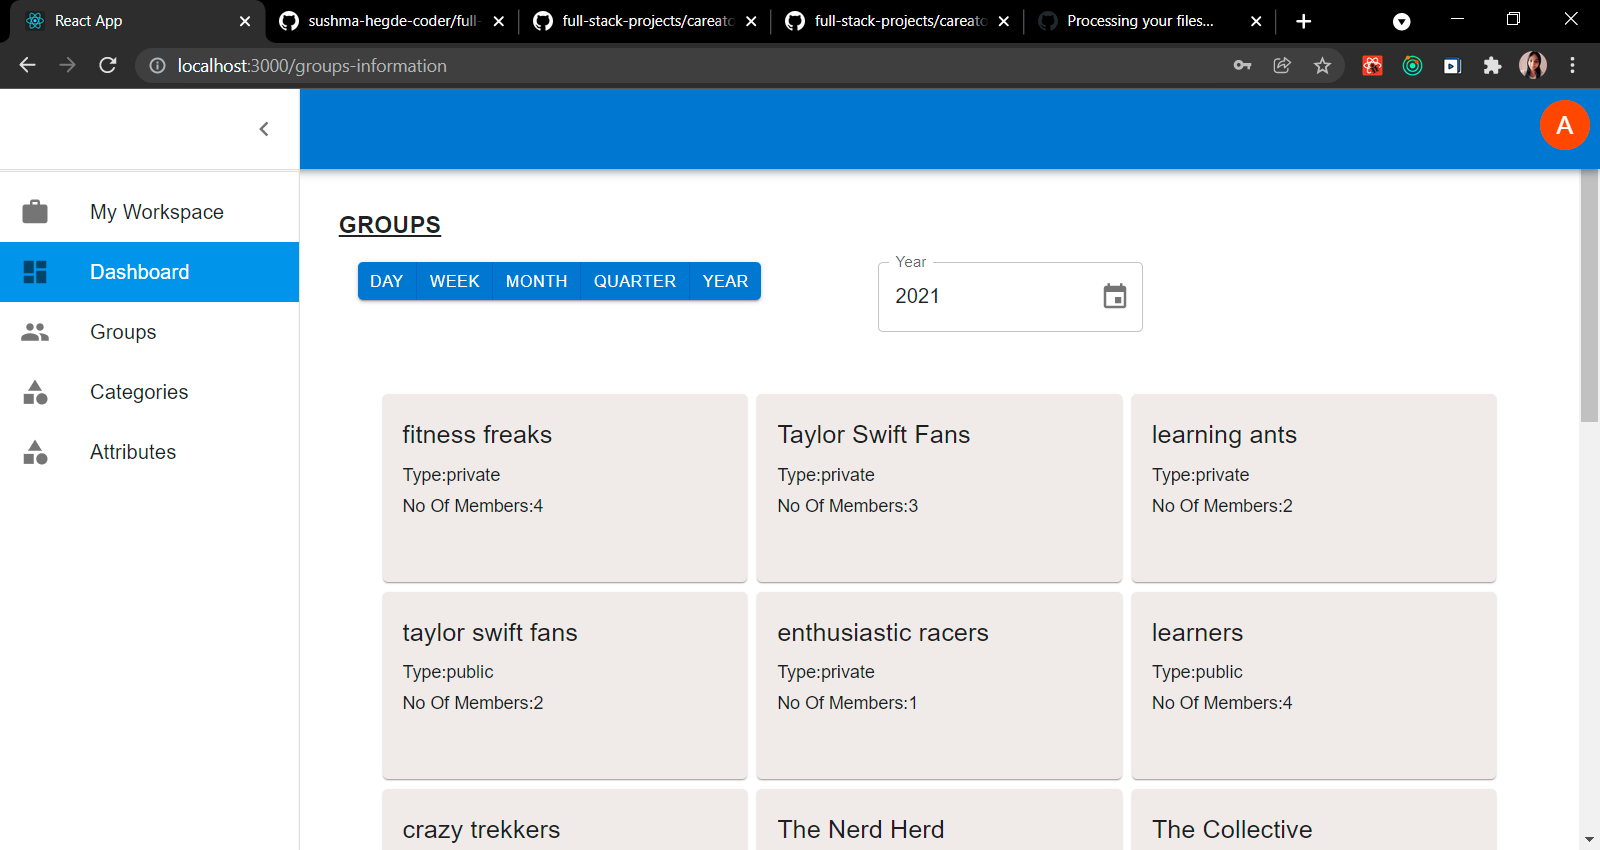 React App
sushma-hegde-coder/full-
full-stack-projects/careato
full-stack-projects/careato
Processing your files...
localhost:3000/groups-information
A
My Workspace
Dashboard
Groups
Categories
Attributes
GROUPS
DAY WEEK MONTH QUARTER YEAR
Year
2021
fitness freaks
Type:private
No Of Members:4
Taylor Swift Fans
Type:private
No Of Members:3
learning ants
Type:private
No Of Members:2
taylor swift fans
Type:public
No Of Members:2
enthusiastic racers
Type:private
No Of Members:1
learners
Type:public
No Of Members:4
crazy trekkers
The Nerd Herd
The Collective